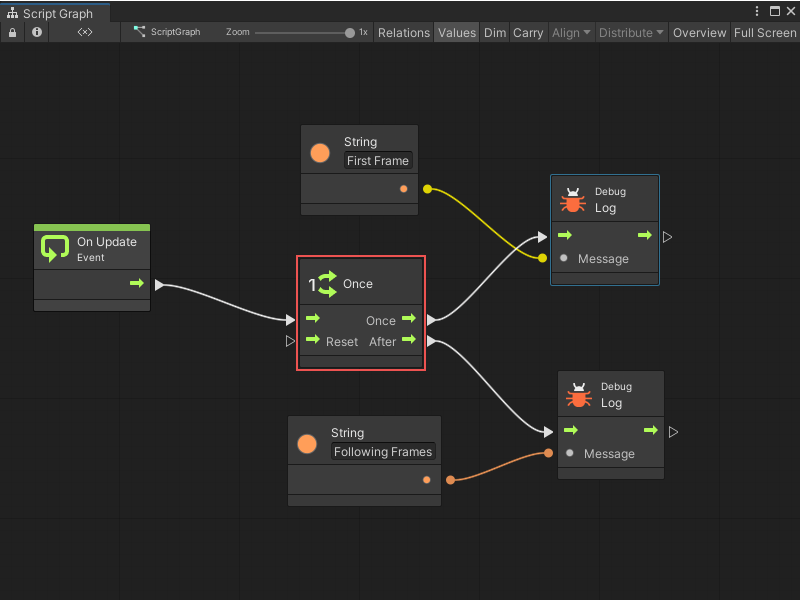 Script Graph
<×> ScriptGraph Zoom 1x Relations Values Dim Carry Align Distribute Overview Full Screen
String
First Frame
Debug
Log
Message
On Update
Event
1 Once
Once
Reset After
String
Following Frames
Debug
Log
Message